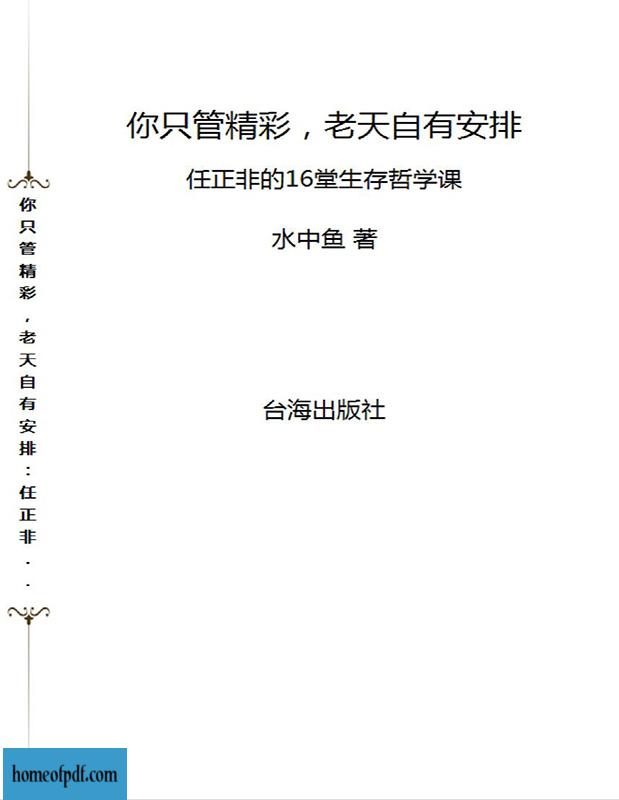 你只管精彩，老天自有安排
任正非的16堂生存哲学课
水中鱼 著
台海出版社
你只管精彩，老天自有安排：任正非．．
homeofpdf.com